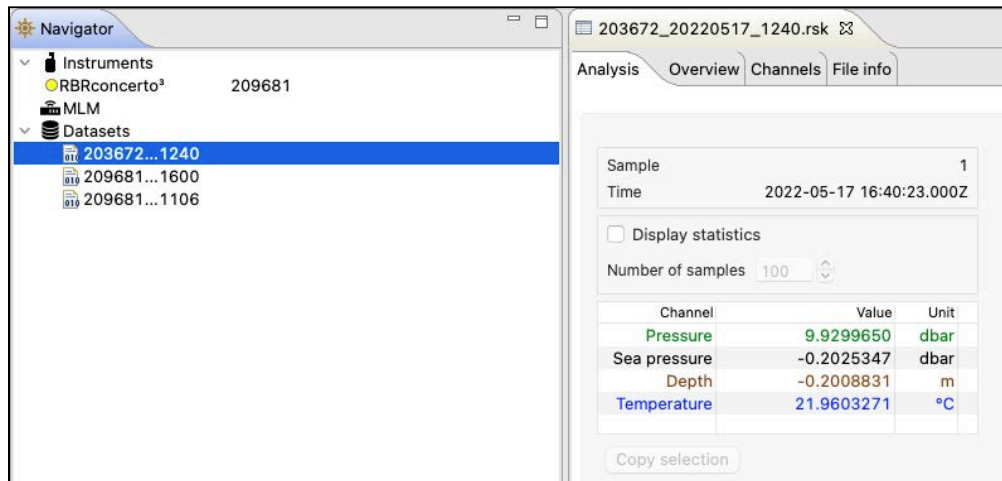 Navigator
Instruments
RBRconcerto³ 209681
MLM
Datasets
203672...1240
209681...1600
209681...1106
203672_20220517_1240.rsk
Analysis Overview Channels File info
Sample 1
Time 2022-05-17 16:40:23.000Z
Display statistics
Number of samples 100
Channel Value Unit
Pressure 9.9299650 dbar
Sea pressure -0.2025347 dbar
Depth -0.2008831 m
Temperature 21.9603271 °C
Copy selection